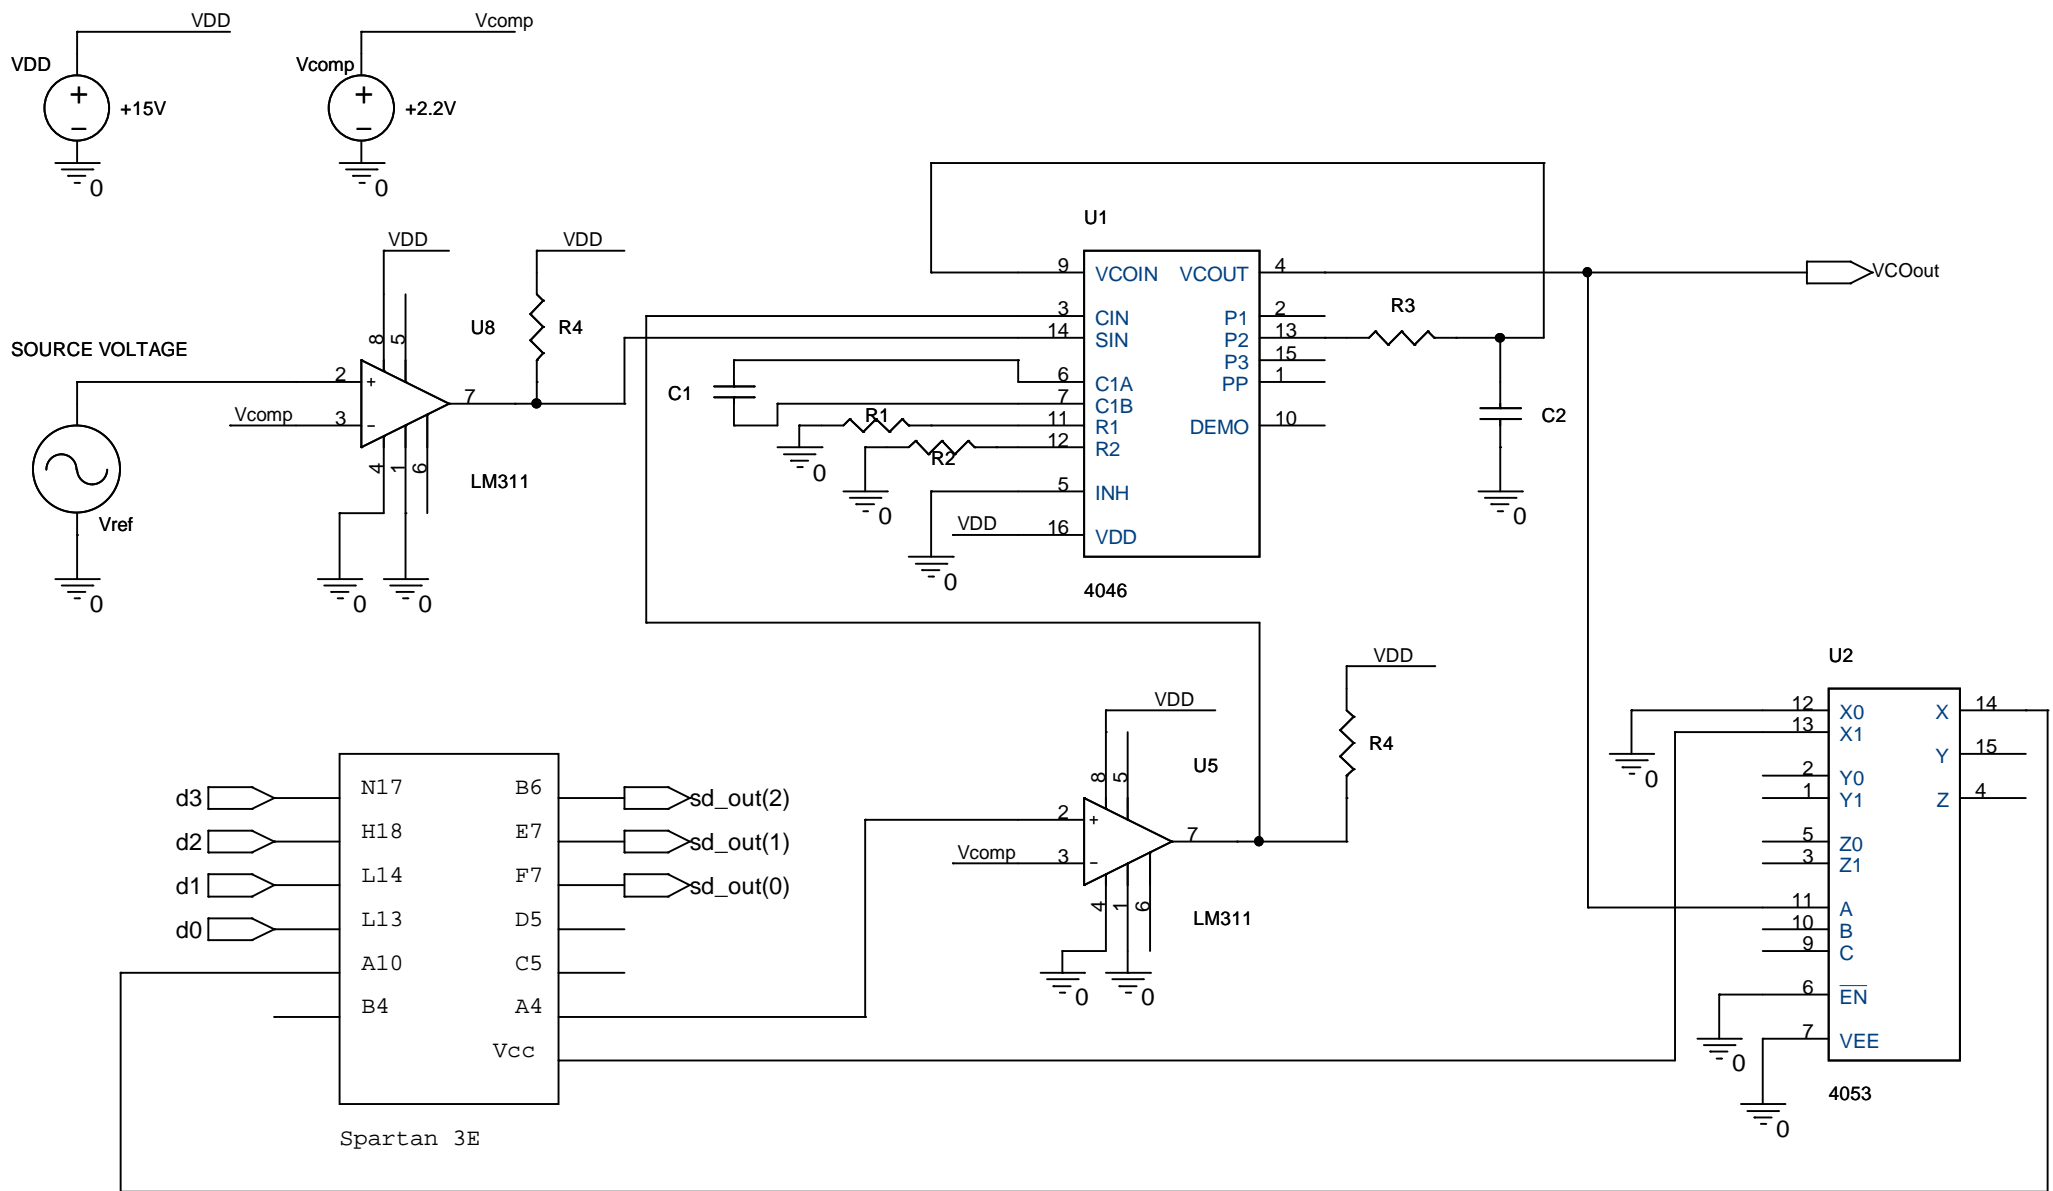 VDD
Vcomp
VDD
+
−
+15V
0
Vcomp
+
−
+2.2V
0
U1
VDD
VDD
9 VCOIN VCOUT 4
VCOout
3 CIN P1 2
14 SIN P2 13
P3 15
6 C1A PP 1
7 C1B
11 R1 DEMO 10
12 R2
5 INH
VDD 16 VDD
4046
R3
C2
0
C1
R1
0
R2
0
0
U8
R4
8
5
SOURCE VOLTAGE
2 +
7
Vcomp 3 −
4
1
6
LM311
Vref
0
0
0
VDD
U2
VDD
12 X0 X 14
13 X1
Y 15
2 Y0
1 Y1 Z 4
5 Z0
3 Z1
11 A
10 B
9 C
6 EN
7 VEE
4053
0
0
0
R4
U5
8
5
2 +
7
Vcomp 3 −
4
1
6
LM311
0
0
d3 N17 B6 sd_out(2)
d2 H18 E7 sd_out(1)
d1 L14 F7 sd_out(0)
d0 L13 D5
A10 C5
B4 A4
Vcc
Spartan 3E